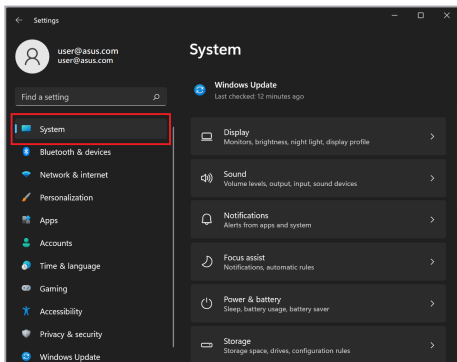 Settings
user@asus.com
user@asus.com
Find a setting
System
Bluetooth & devices
Network & internet
Personalization
Apps
Accounts
Time & language
Gaming
Accessibility
Privacy & security
Windows Update
System
Windows Update
Last checked: 12 minutes ago
Display
Monitors, brightness, night light, display profile
Sound
Volume levels, output, input, sound devices
Notifications
Alerts from apps and system
Focus assist
Notifications, automatic rules
Power & battery
Sleep, battery usage, battery saver
Storage
Storage space, drives, configuration rules